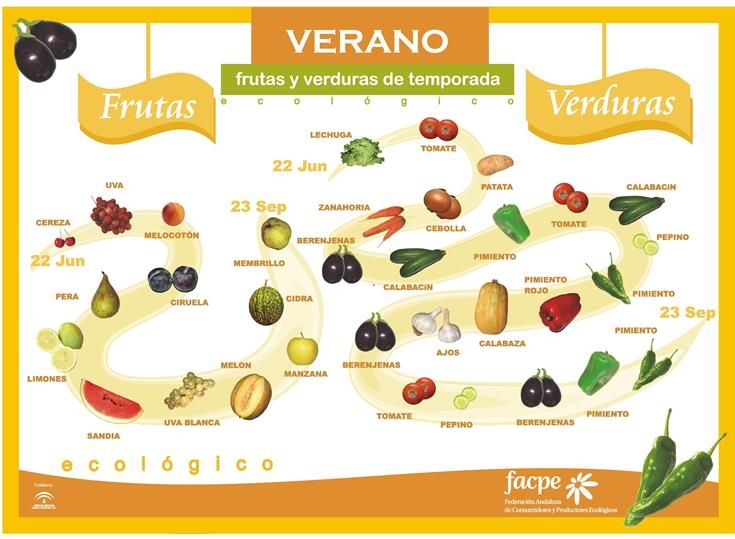 VERANO
frutas y verduras de temporada
ecológico
Frutas
Verduras
UVA
CEREZA
MELOCOTÓN
22 Jun
PERA
CIRUELA
LIMONES
SANDIA
UVA BLANCA
MELON
MANZANA
CIDRA
MEMBRILLO
23 Sep
LECHUGA
22 Jun
TOMATE
PATATA
ZANAHORIA
CEBOLLA
BERENJENAS
CALABACíN
PIMIENTO
TOMATE
CALABACíN
PEPINO
PIMIENTO
PIMIENTO
ROJO
CALABAZA
AJOS
BERENJENAS
TOMATE
PEPINO
BERENJENAS
PIMIENTO
PIMIENTO
23 Sep
ecológico
Colabora:
facpe
Federación Andaluza
de Consumidores y Productores Ecológicos